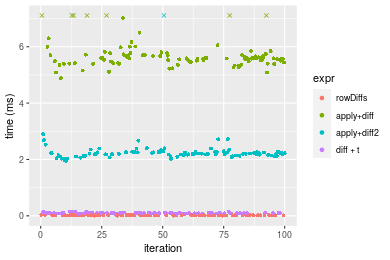 time (ms)
6
4
2
0
0
25
50
75
100
iteration
expr
rowDiffs
apply+diff
apply+diff2
diff + t